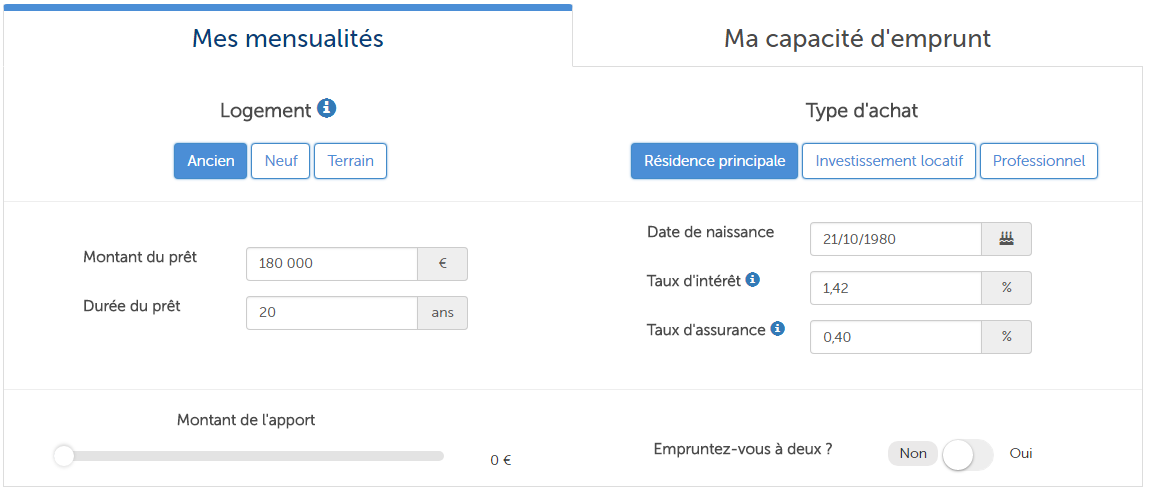 Mes mensualités
Ma capacité d'emprunt
Logement
Type d'achat
Ancien Neuf Terrain
Résidence principale Investissement locatif Professionnel
Montant du prêt 180 000 €
Durée du prêt 20 ans
Date de naissance 21/10/1980
Taux d'intérêt 1,42 %
Taux d'assurance 0,40 %
Montant de l'apport
0 €
Empruntez-vous à deux ? Non Oui